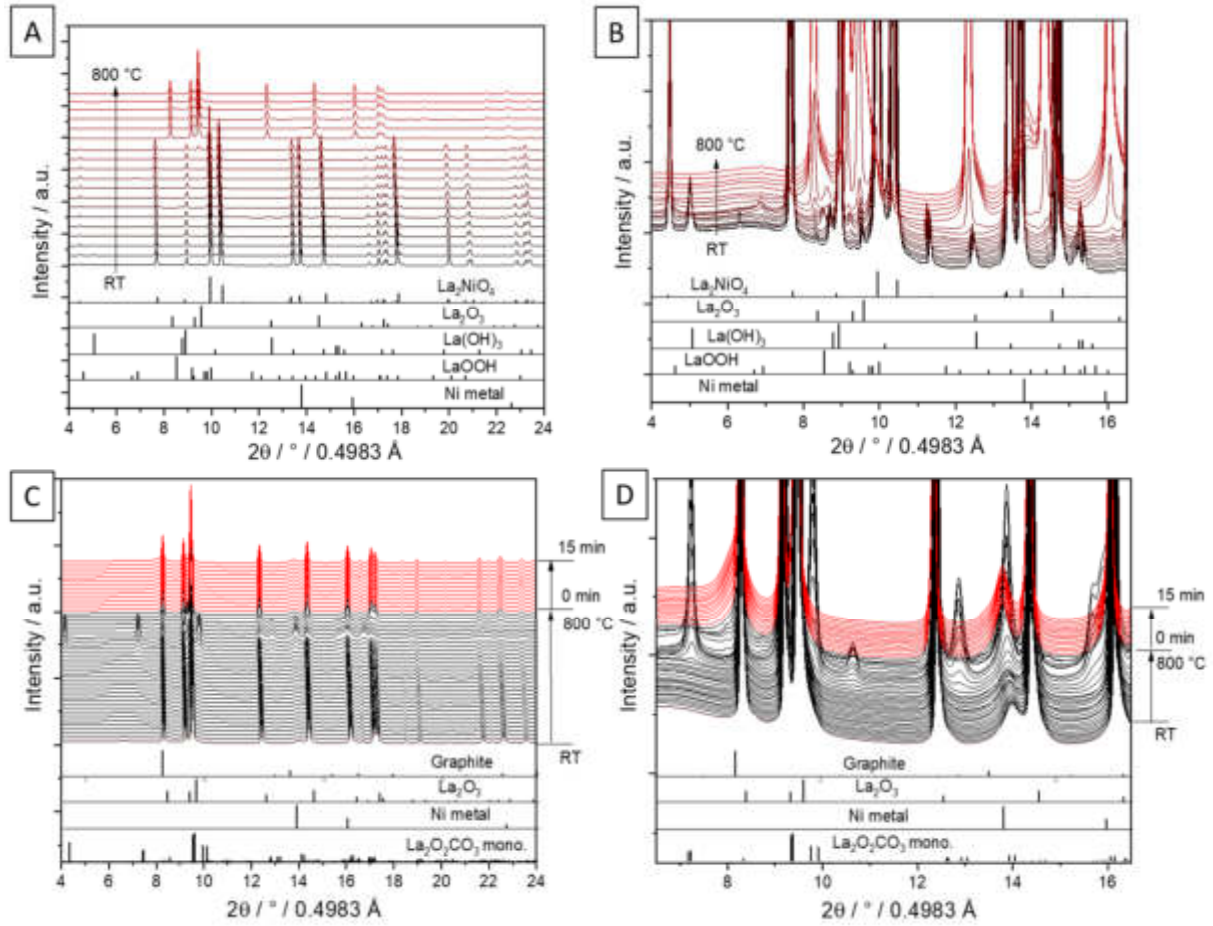 A
Intensity / a.u.
800 °C
RT
La₂NiO₄
La₂O₃
La(OH)₃
LaOOH
Ni metal
4 6 8 10 12 14 16 18 20 22 24
2θ / ° / 0.4983 Å
B
Intensity / a.u.
800 °C
RT
La₂NiO₄
La₂O₃
La(OH)₃
LaOOH
Ni metal
4 6 8 10 12 14 16
2θ / ° / 0.4983 Å
C
Intensity / a.u.
15 min
0 min
800 °C
RT
Graphite
La₂O₃
Ni metal
La₂O₂CO₃ mono.
4 6 8 10 12 14 16 18 20 22 24
2θ / ° / 0.4983 Å
D
Intensity / a.u.
15 min
0 min
800 °C
RT
Graphite
La₂O₃
Ni metal
La₂O₂CO₃ mono.
8 10 12 14 16
2θ / ° / 0.4983 Å